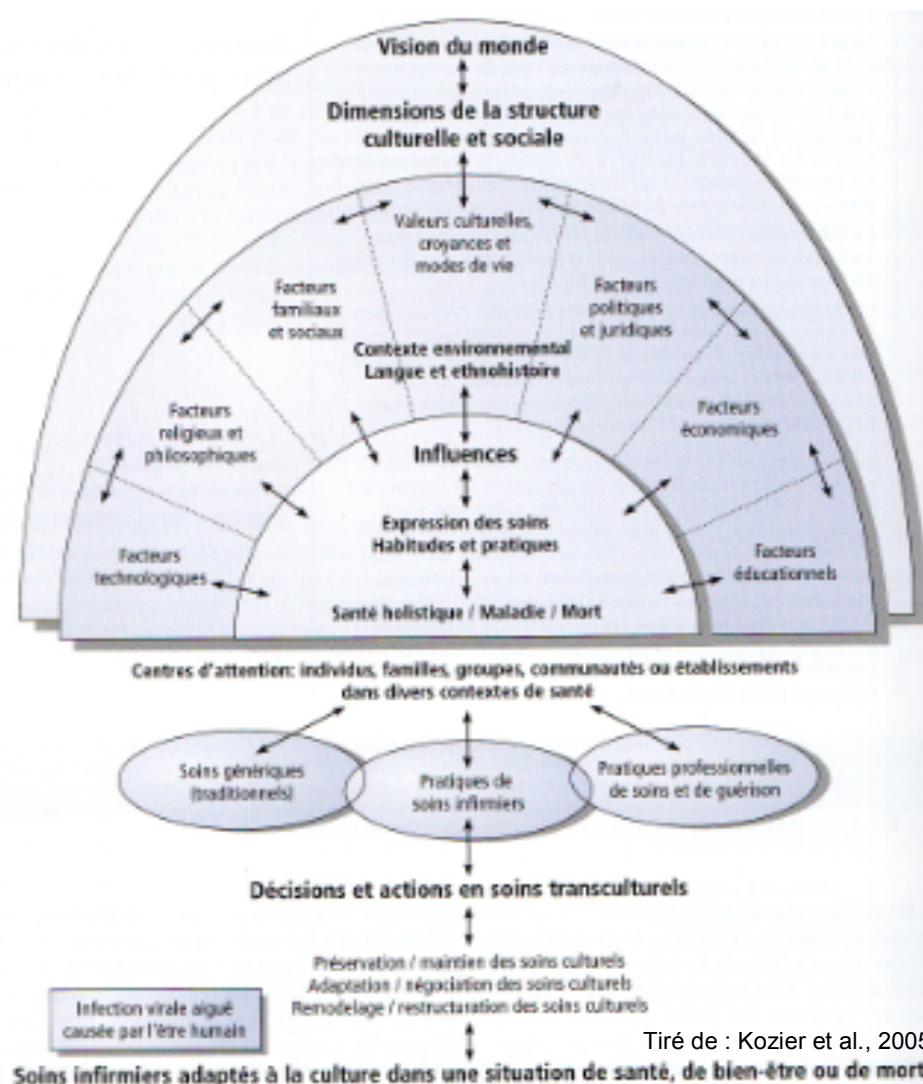 Vision du monde
Dimensions de la structure
culturelle et sociale
Valeurs culturelles,
croyances et
modes de vie
Facteurs
familiaux
et sociaux
Facteurs
politiques
et juridiques
Contexte environnemental
Langue et ethnohistoire
Facteurs
religieux et
philosophiques
Facteurs
économiques
Influences
Expression des soins
Habitudes et pratiques
Facteurs
technologiques
Facteurs
éducationnels
Santé holistique / Maladie / Mort
Centres d'attention: individus, familles, groupes, communautés ou établissements
dans divers contextes de santé
Soins génériques
(traditionnels)
Pratiques de
soins infirmiers
Pratiques professionnelles
de soins et de guérison
Décisions et actions en soins transculturels
Préservation / maintien des soins culturels
Adaptation / négociation des soins culturels
Remodelage / restructuration des soins culturels
Infection virale aiguë
causée par l'être humain
Tiré de : Kozier et al., 2005
Soins infirmiers adaptés à la culture dans une situation de santé, de bien-être ou de mort